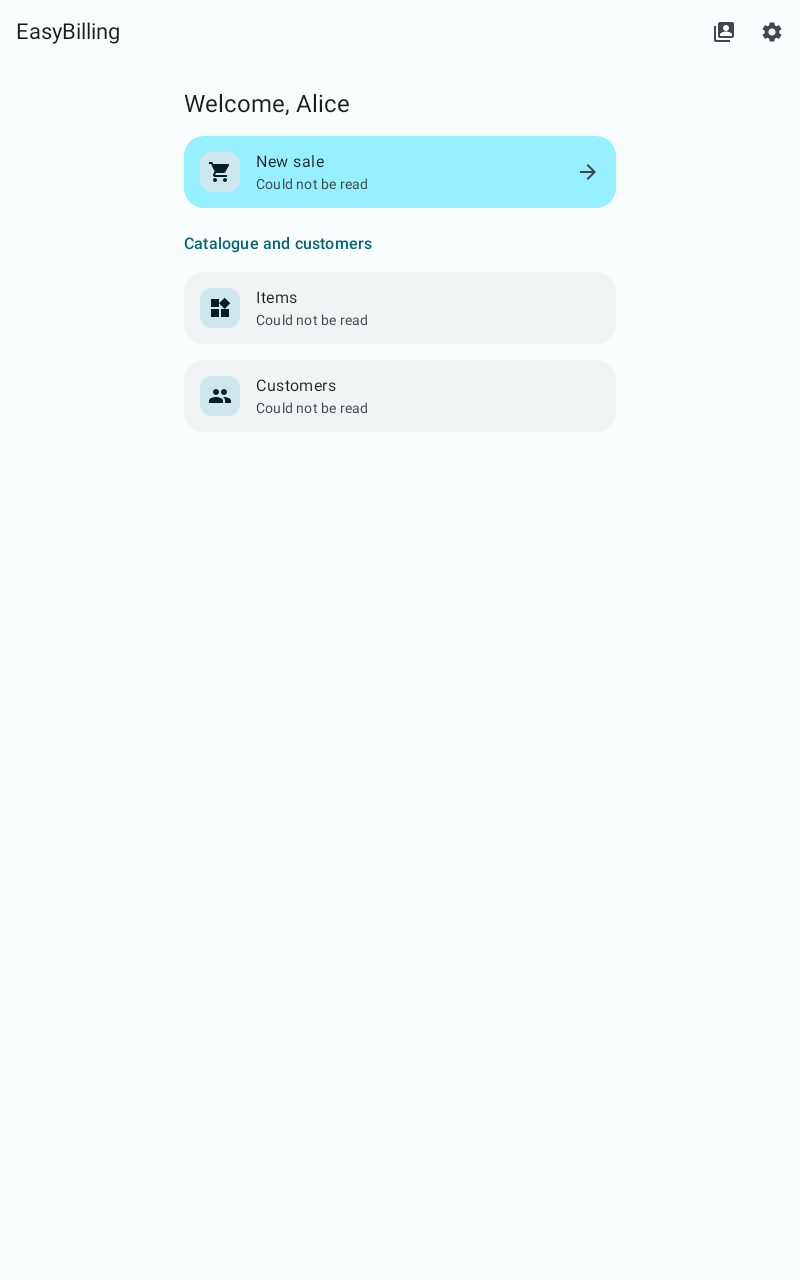 EasyBilling
Welcome, Alice
New sale
Could not be read
Catalogue and customers
Items
Could not be read
Customers
Could not be read